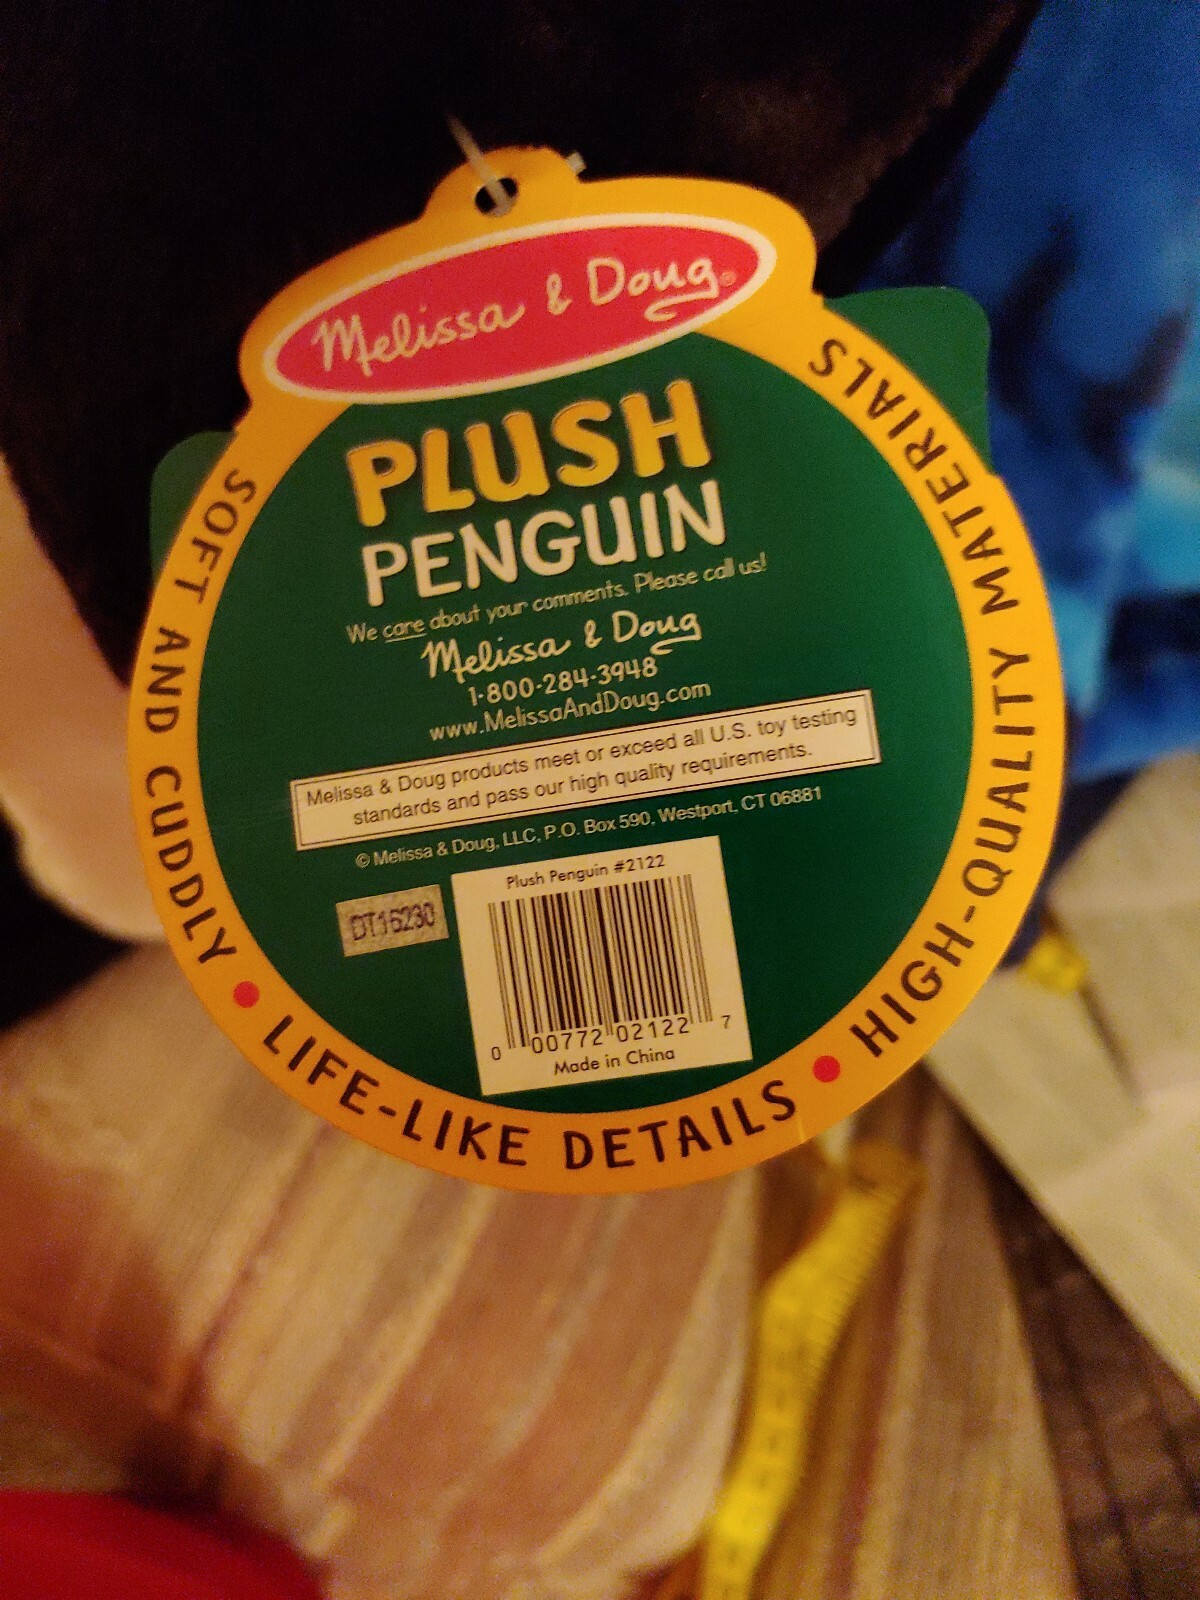 Melissa & Doug®
PLUSH
PENGUIN
We care about your comments. Please call us!
Melissa & Doug
1-800-284-3948
www.MelissaAndDoug.com
Melissa & Doug products meet or exceed all U.S. toy testing
standards and pass our high quality requirements.
© Melissa & Doug, LLC, P.O. Box 590, Westport, CT 06881
Plush Penguin #2122
DT16230
0 00772 02122 7
Made in China
SOFT AND CUDDLY • LIFE-LIKE DETAILS • HIGH-QUALITY MATERIALS